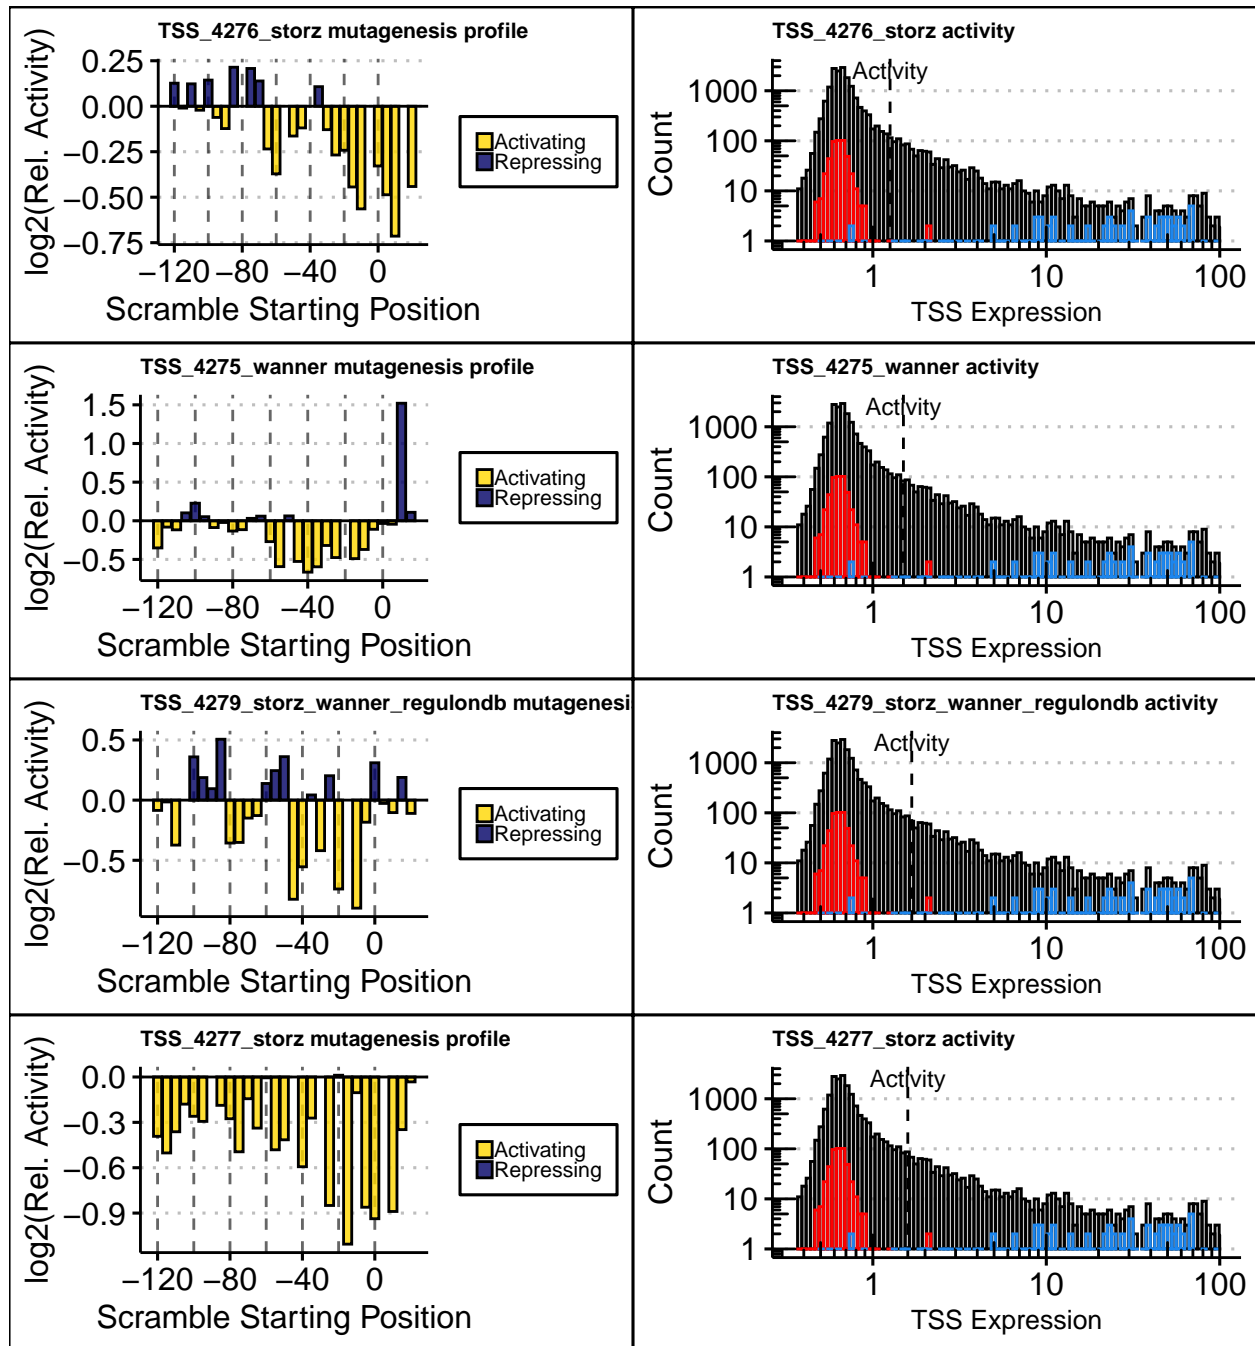 TSS_4276_storz mutagenesis profile
log2(Rel. Activity)
0.25
0.00
−0.25
−0.50
−0.75
−120 −80 −40 0
Scramble Starting Position
Activating
Repressing
TSS_4276_storz activity
Activity
Count
1000
100
10
1
1 10 100
TSS Expression
TSS_4275_wanner mutagenesis profile
log2(Rel. Activity)
1.5
1.0
0.5
0.0
−0.5
−120 −80 −40 0
Scramble Starting Position
Activating
Repressing
TSS_4275_wanner activity
Activity
Count
1000
100
10
1
1 10 100
TSS Expression
TSS_4279_storz_wanner_regulondb mutagenesis
log2(Rel. Activity)
0.5
0.0
−0.5
−120 −80 −40 0
Scramble Starting Position
Activating
Repressing
TSS_4279_storz_wanner_regulondb activity
Activity
Count
1000
100
10
1
1 10 100
TSS Expression
TSS_4277_storz mutagenesis profile
log2(Rel. Activity)
0.0
−0.3
−0.6
−0.9
−120 −80 −40 0
Scramble Starting Position
Activating
Repressing
TSS_4277_storz activity
Activity
Count
1000
100
10
1
1 10 100
TSS Expression